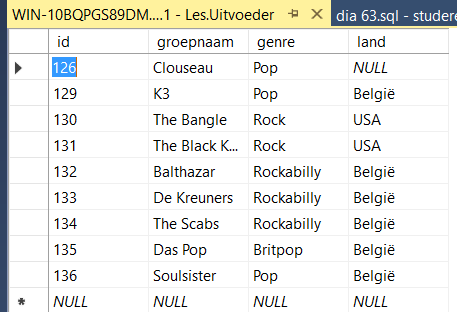 WIN-10BQPGS89DM.…1 - Les.Uitvoeder dia 63.sql - studere
id groepnaam genre land
126 Clouseau Pop NULL
129 K3 Pop België
130 The Bangle Rock USA
131 The Black K... Rock USA
132 Balthazar Rockabilly België
133 De Kreuners Rockabilly België
134 The Scabs Rockabilly België
135 Das Pop Britpop België
136 Soulsister Pop België
NULL NULL NULL NULL